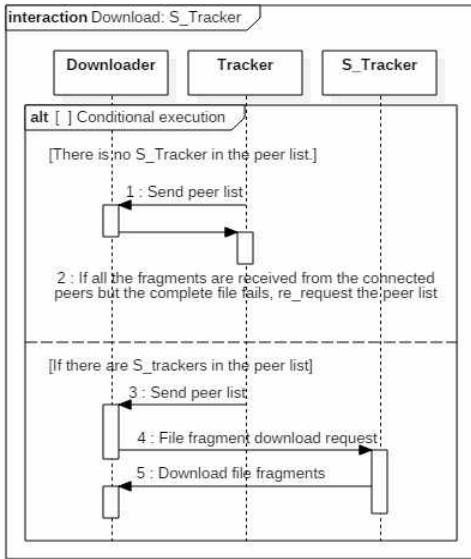 interaction Download: S_Tracker
Downloader
Tracker
S_Tracker
alt [ ] Conditional execution
[There is no S_Tracker in the peer list.]
1 : Send peer list
2 : If all the fragments are received from the connected
peers but the complete file fails, re_request the peer list
[If there are S_trackers in the peer list]
3 : Send peer list
4 : File fragment download request
5 : Download file fragments